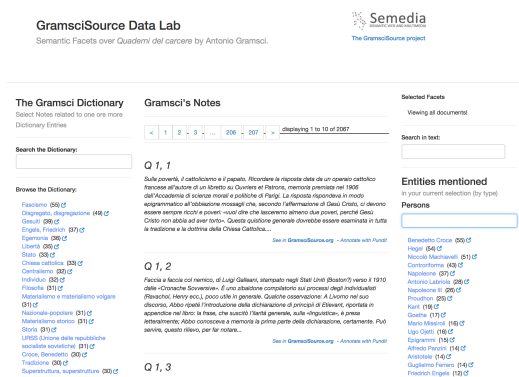 GramsciSource Data Lab
Semantic Facets over Quaderni del carcere by Antonio Gramsci.
Semedia
SEMANTIC WEB AND MULTIMEDIA
The GramsciSource project
The Gramsci Dictionary
Select Notes related to one ore more
Dictionary Entries
Search the Dictionary:
Browse the Dictionary:
Fascismo (55)
Disgregato, disgregazione (49)
Gesuiti (39)
Engels, Friedrich (37)
Egemonia (36)
Libertà (35)
Stato (33)
Chiesa cattolica (33)
Centralismo (32)
Individuo (32)
Filosofia (31)
Materialismo e materialismo volgare
(31)
Nazionale-popolare (31)
Materialismo storico (31)
Storia (31)
URSS (Unione delle repubbliche
socialiste sovietiche) (31)
Croce, Benedetto (30)
Tradizione (30)
Superestruttura, superstrutture (30)
Gramsci's Notes
< 1 2 - 3 - ... 206 - 207 - > displaying 1 to 10 of 2067
Q 1, 1
Sulla povertà, il cattolicismo e il papato. Ricordare la risposta data da un operaio cattolico
francese all'autore di un libretto su Ouvriers et Patrons, memoria premiata nel 1906
dall'Accademia di scienze morali e politiche di Parigi. La risposta riprendeva in modo
epigrammatico all'obbiezione mossagli che, secondo l'affermazione di Gesù Cristo, ci devono
essere sempre ricchi e poveri: «vuol dire che lasceremo almeno due poveri, perché Gesù
Cristo non abbia ad aver torto». Questa quistione generale dovrebbe essere esaminata in tutta
la tradizione e la dottrina della Chiesa Cattolica....
See in GramsciSource.org - Annotate with Pundit
Q 1, 2
Faccia a faccia col nemico, di Luigi Galleani, stampato negli Stati Uniti (Boston?) verso il 1910
dalle «Cronache Sovversive». È uno zibaldone compilatorio sui processi degli individualisti
(Ravachol, Henry ecc.), poco utile in generale. Qualche osservazione: A Livorno nel suo
discorso, Abbo riperà l'introduzione della dichiarazione di principi di Etievant, riportata in
appendice nel libro: la frase, che suscitò l'ilarità generale, sulle «linguistica», è presa
letteralmente; Abbo conosceva a memoria la prima parte della dichiarazione, certamente. Può
servire, questo rilievo, per far notare...
See in GramsciSource.org - Annotate with Pundit
Q 1, 3
Selected Facets
Viewing all documents!
Search in text:
Entities mentioned
in your current selection (by type)
Persons
Benedetto Croce (55)
Hegel (54)
Niccolò Machiavelli (51)
Controriforma (43)
Napoleone (37)
Antonio Labriola (28)
Napoleone III (26)
Proudhon (25)
Kant (19)
Goethe (17)
Mario Missiroli (16)
Ugo Ojetti (16)
Epigrammi (15)
Alfredo Panzini (14)
Aristotele (14)
Guglielmo Ferrero (14)
Friedrich Engels (12)